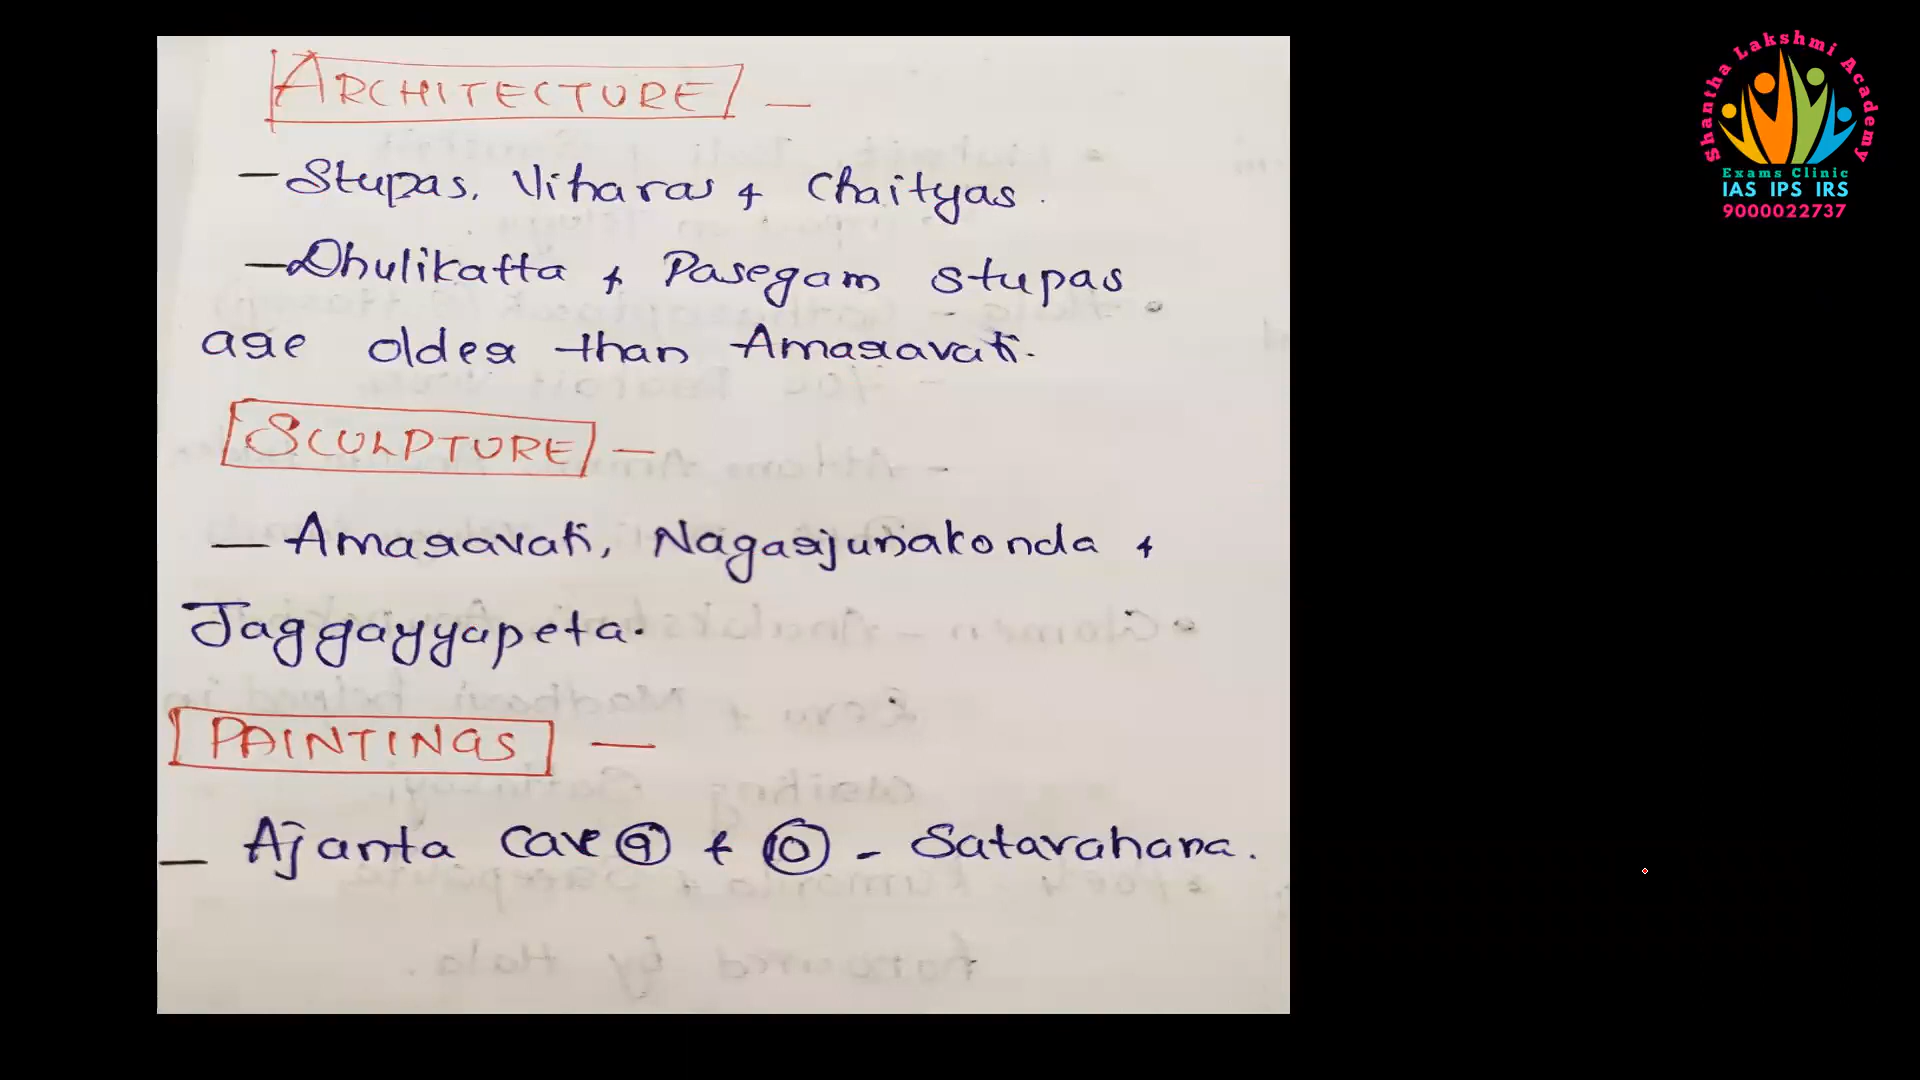 ARCHITECTURE –
– Stupas, Viharas & Chaityas.
– Dhulikatta & Pasegam stupas
are older than Amaravati.
SCULPTURE –
– Amaravati, Nagarjunakonda &
Jaggayyapeta.
PAINTINGS –
– Ajanta Cave 9 & 10 - Satavahana.
Shantha Lakshmi Academy
Exams Clinic
IAS IPS IRS
9000022737